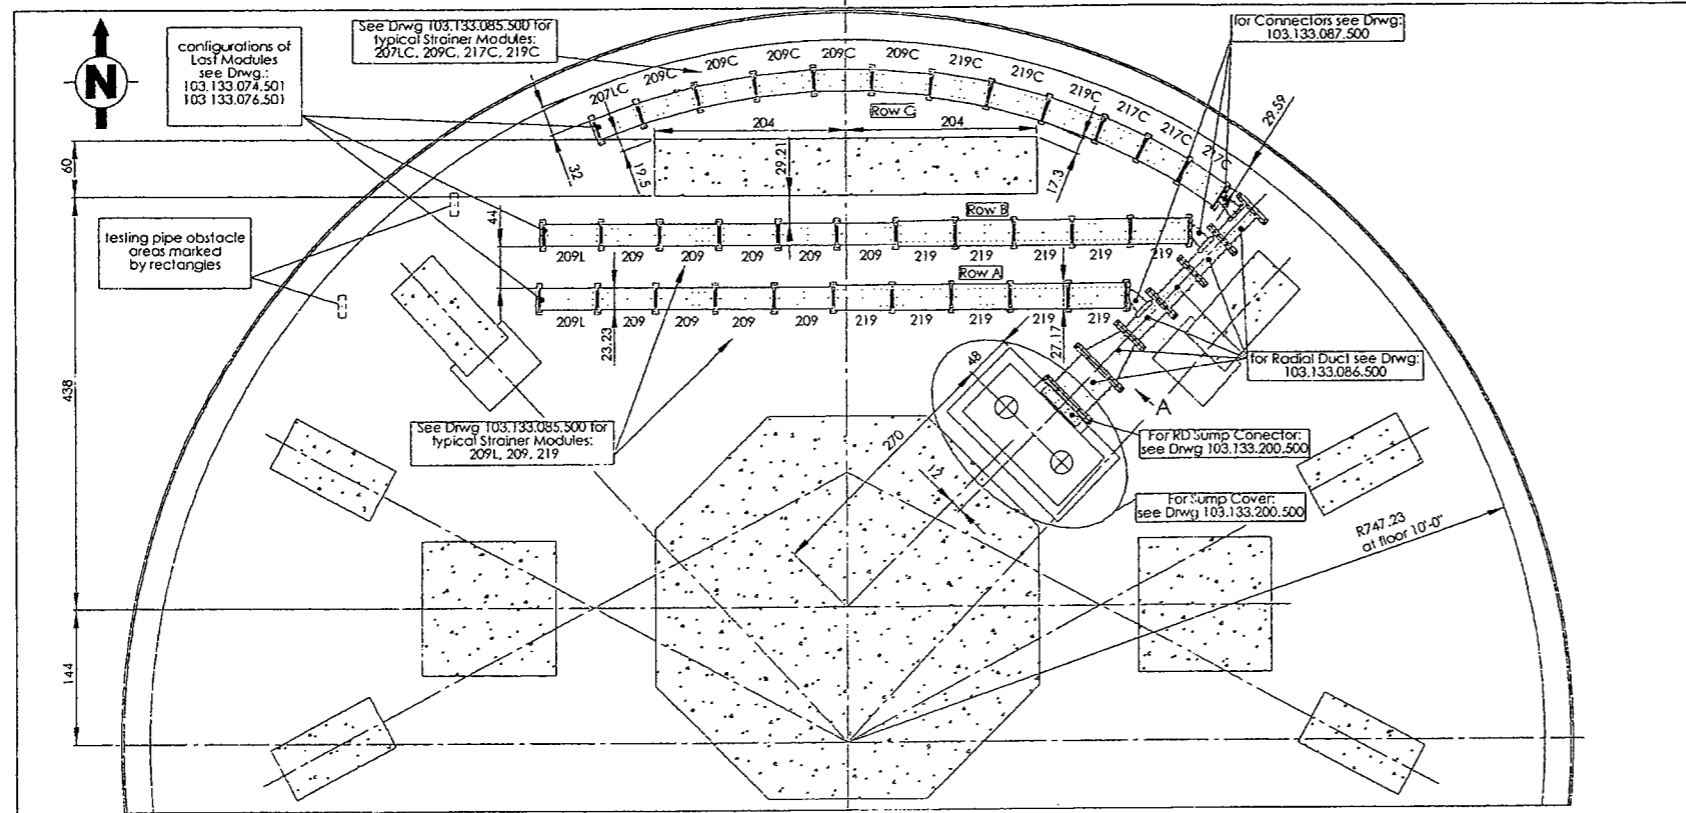 N
configurations of
Last Modules
see Drwg.:
103.133.074.501
103 133.076.501
See Drwg 103.133.085.500 for
typical Strainer Modules:
207LC, 209C, 217C, 219C
for Connectors see Drwg:
103.133.087.500
207LC
209C
209C
209C
209C
209C
219C
219C
219C
217C
217C
217C
29.59
Row C
204
204
60
32
19.5
29.21
17.3
testing pipe obstacle
areas marked
by rectangles
44
Row B
209L
209
209
209
209
209
219
219
219
219
219
Row A
209L
209
209
209
209
219
219
219
219
219
23.23
27.17
48
for Radial Duct see Drwg:
103.133.086.500
A
438
See Drwg 103.133.085.500 for
typical Strainer Modules:
209L, 209, 219
270
12
For RD Sump Conector:
see Drwg 103.133.200.500
For Sump Cover:
see Drwg 103.133.200.500
R747.23
at floor 10'-0"
144